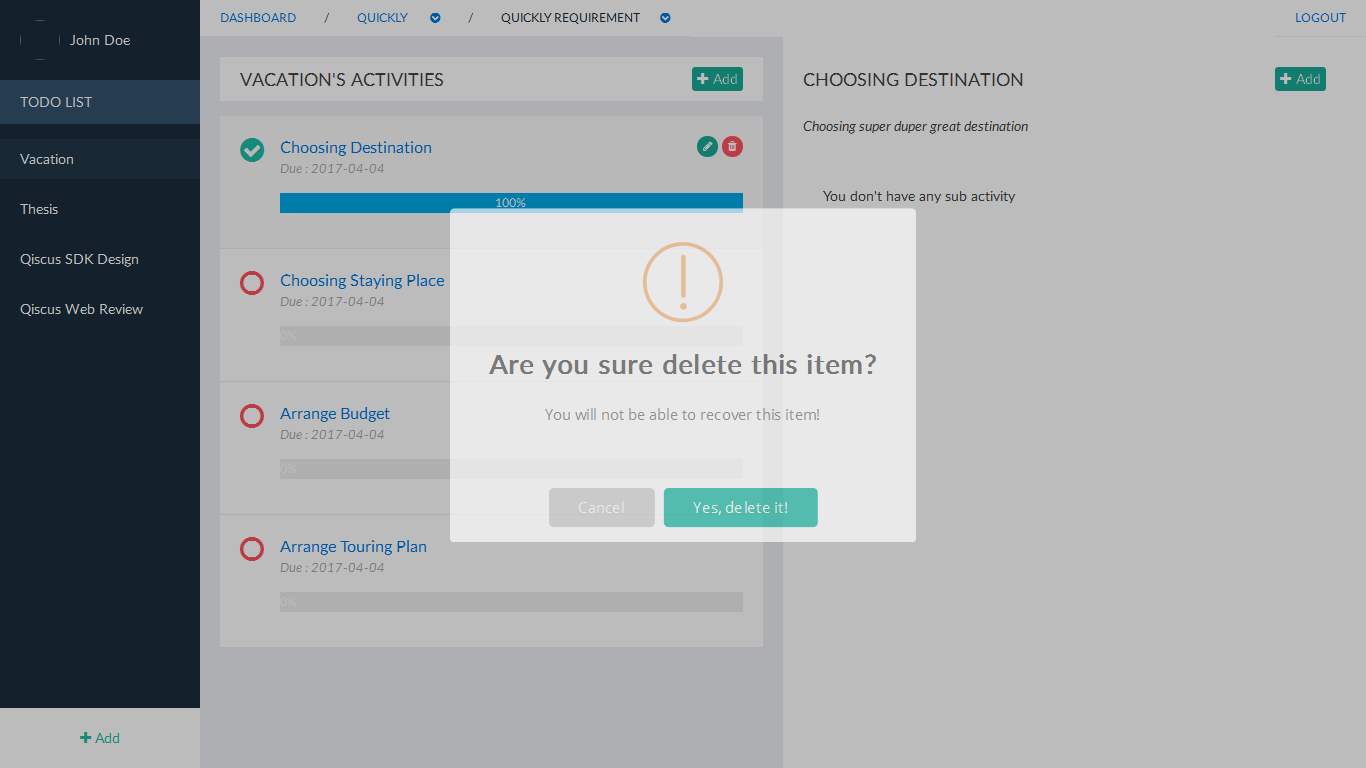 John Doe
TODO LIST
Vacation
Thesis
Qiscus SDK Design
Qiscus Web Review
Add
DASHBOARD / QUICKLY / QUICKLY REQUIREMENT
LOGOUT
VACATION'S ACTIVITIES
Add
Choosing Destination
Due : 2017-04-04
100%
Choosing Staying Place
Due : 2017-04-04
0%
Arrange Budget
Due : 2017-04-04
0%
Arrange Touring Plan
Due : 2017-04-04
0%
CHOOSING DESTINATION
Add
Choosing super duper great destination
You don't have any sub activity
Are you sure delete this item?
You will not be able to recover this item!
Cancel
Yes, delete it!